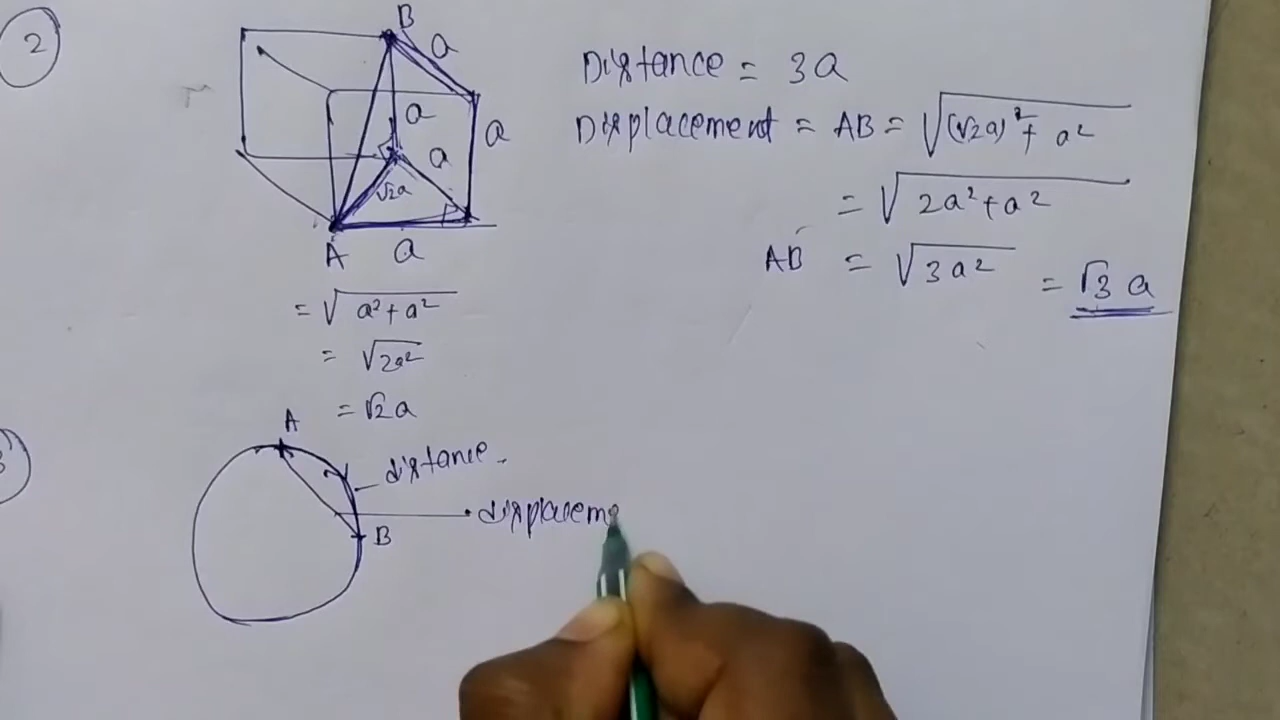 2
B
a
a
a
a
√2a
A
a
= √a²+a²
= √2a²
= √2a
Distance = 3a
Displacement = AB = √(√2a)² + a²
= √2a²+a²
AB = √3a² = √3 a
3
A
distance
displaceme
B